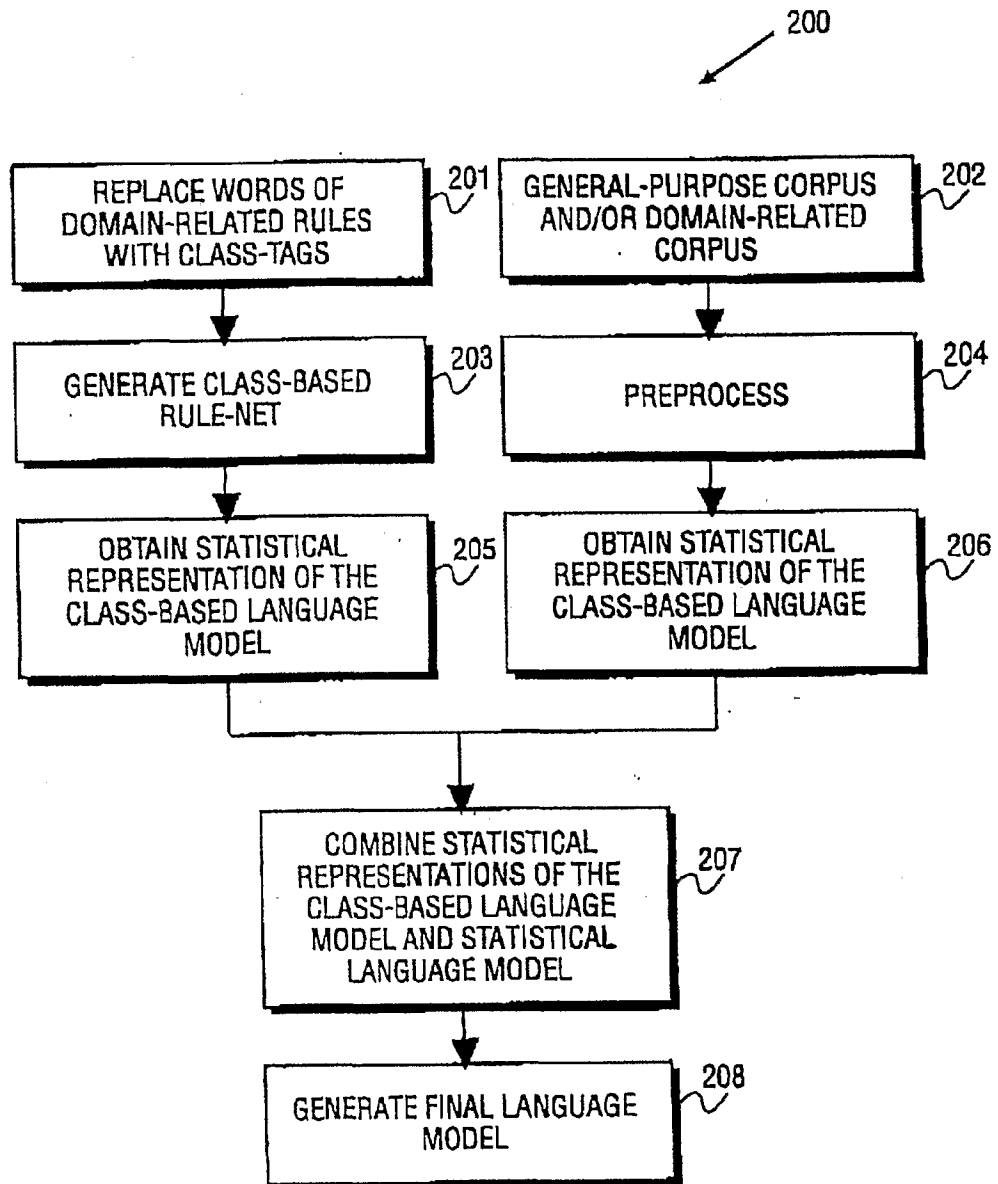 200
REPLACE WORDS OF
DOMAIN-RELATED RULES
WITH CLASS-TAGS
201
GENERAL-PURPOSE CORPUS
AND/OR DOMAIN-RELATED
CORPUS
202
GENERATE CLASS-BASED
RULE-NET
203
PREPROCESS
204
OBTAIN STATISTICAL
REPRESENTATION OF THE
CLASS-BASED LANGUAGE
MODEL
205
OBTAIN STATISTICAL
REPRESENTATION OF THE
CLASS-BASED LANGUAGE
MODEL
206
COMBINE STATISTICAL
REPRESENTATIONS OF THE
CLASS-BASED LANGUAGE
MODEL AND STATISTICAL
LANGUAGE MODEL
207
GENERATE FINAL LANGUAGE
MODEL
208